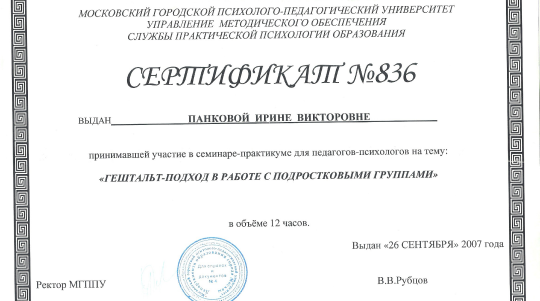 МОСКОВСКИЙ ГОРОДСКОЙ ПСИХОЛОГО-ПЕДАГОГИЧЕСКИЙ УНИВЕРСИТЕТ
УПРАВЛЕНИЕ МЕТОДИЧЕСКОГО ОБЕСПЕЧЕНИЯ
СЛУЖБЫ ПРАКТИЧЕСКОЙ ПСИХОЛОГИИ ОБРАЗОВАНИЯ
СЕРТИФИКАТ №836
ВЫДАН ПАНКОВОЙ ИРИНЕ ВИКТОРОВНЕ
принимавшей участие в семинаре-практикуме для педагогов-психологов на тему:
«ГЕШТАЛЬТ-ПОДХОД В РАБОТЕ С ПОДРОСТКОВЫМИ ГРУППАМИ»
в объёме 12 часов.
Выдан «26 СЕНТЯБРЯ» 2007 года
Ректор МГППУ
В.В.Рубцов